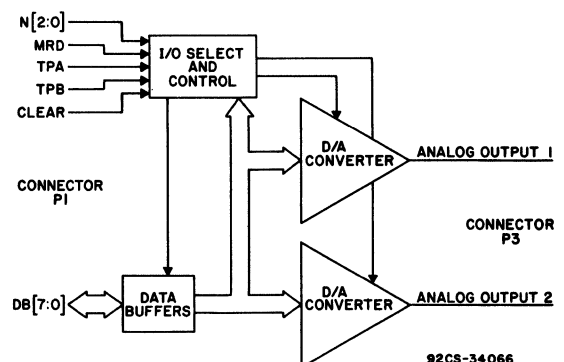 N[2:0]
MRD
TPA
TPB
CLEAR
I/O SELECT
AND
CONTROL
D/A
CONVERTER
ANALOG OUTPUT 1
CONNECTOR
P1
CONNECTOR
P3
DB[7:0]
DATA
BUFFERS
D/A
CONVERTER
ANALOG OUTPUT 2
92CS-34066